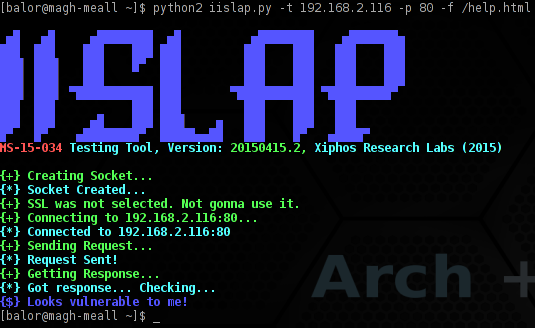 [balor@magh-meall ~]$ python2 iislap.py -t 192.168.2.116 -p 80 -f /help.html
IISLAP
MS-15-034 Testing Tool, Version: 20150415.2, Xiphos Research Labs (2015)
{+} Creating Socket...
{*} Socket Created...
{+} SSL was not selected. Not gonna use it.
{+} Connecting to 192.168.2.116:80...
{*} Connected to 192.168.2.116:80
{+} Sending Request...
{*} Request Sent!
{+} Getting Response...
{*} Got response... Checking...
{$} Looks vulnerable to me!
[balor@magh-meall ~]$ _
Arch +